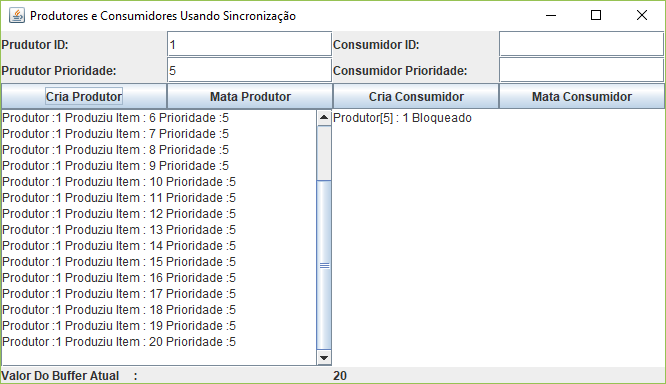 Produtores e Consumidores Usando Sincronização
Prudutor ID: 1 Consumidor ID:
Prudutor Prioridade: 5 Consumidor Prioridade:
Cria Produtor Mata Produtor Cria Consumidor Mata Consumidor
Produtor :1 Produziu Item : 6 Prioridade :5
Produtor :1 Produziu Item : 7 Prioridade :5
Produtor :1 Produziu Item : 8 Prioridade :5
Produtor :1 Produziu Item : 9 Prioridade :5
Produtor :1 Produziu Item : 10 Prioridade :5
Produtor :1 Produziu Item : 11 Prioridade :5
Produtor :1 Produziu Item : 12 Prioridade :5
Produtor :1 Produziu Item : 13 Prioridade :5
Produtor :1 Produziu Item : 14 Prioridade :5
Produtor :1 Produziu Item : 15 Prioridade :5
Produtor :1 Produziu Item : 16 Prioridade :5
Produtor :1 Produziu Item : 17 Prioridade :5
Produtor :1 Produziu Item : 18 Prioridade :5
Produtor :1 Produziu Item : 19 Prioridade :5
Produtor :1 Produziu Item : 20 Prioridade :5
Produtor[5] : 1 Bloqueado
Valor Do Buffer Atual : 20